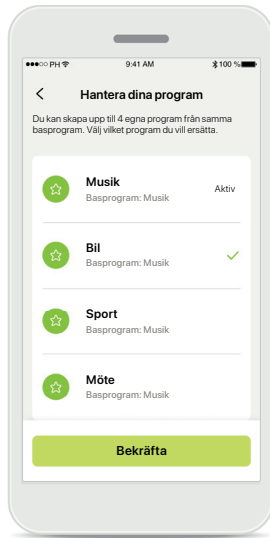 PH 9:41 AM 100 %
Hantera dina program
Du kan skapa upp till 4 egna program från samma
basprogram. Välj vilket program du vill ersätta.
Musik
Aktiv
Basprogram: Musik
Bil
Basprogram: Musik
Sport
Basprogram: Musik
Möte
Basprogram: Musik
Bekräfta